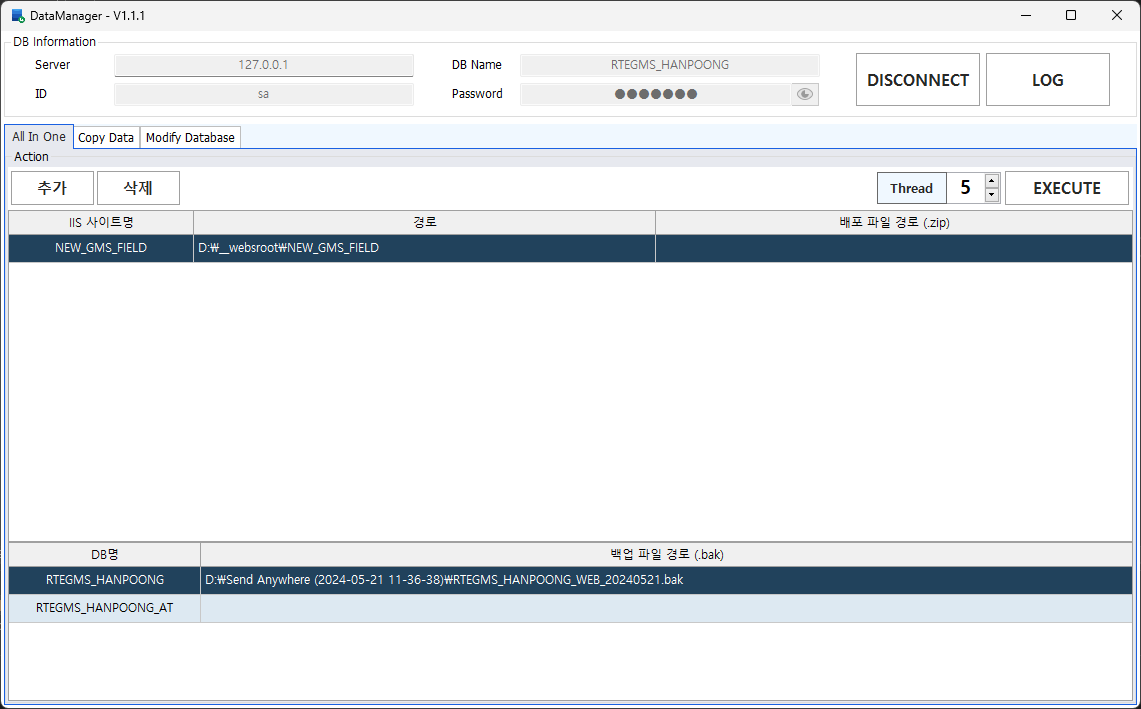 DataManager - V1.1.1
DB Information
Server 127.0.0.1 DB Name RTEGMS_HANPOONG DISCONNECT LOG
ID sa Password ●●●●●●●
All In One Copy Data Modify Database
Action
추가 삭제 Thread 5 EXECUTE
IIS 사이트명 경로 배포 파일 경로 (.zip)
NEW_GMS_FIELD D:₩__websroot₩NEW_GMS_FIELD
DB명 백업 파일 경로 (.bak)
RTEGMS_HANPOONG D:₩Send Anywhere (2024-05-21 11-36-38)₩RTEGMS_HANPOONG_WEB_20240521.bak
RTEGMS_HANPOONG_AT